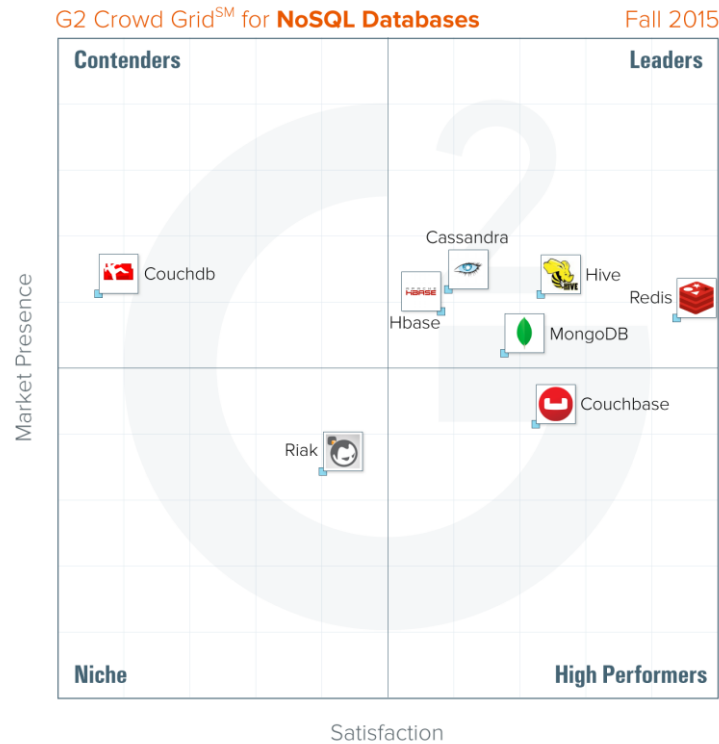 G2 Crowd Grid℠ for NoSQL Databases Fall 2015
Contenders Leaders
Cassandra
Couchdb
Hive
Redis
HBASE
Hbase
MongoDB
Market Presence
Couchbase
Riak
Niche High Performers
Satisfaction